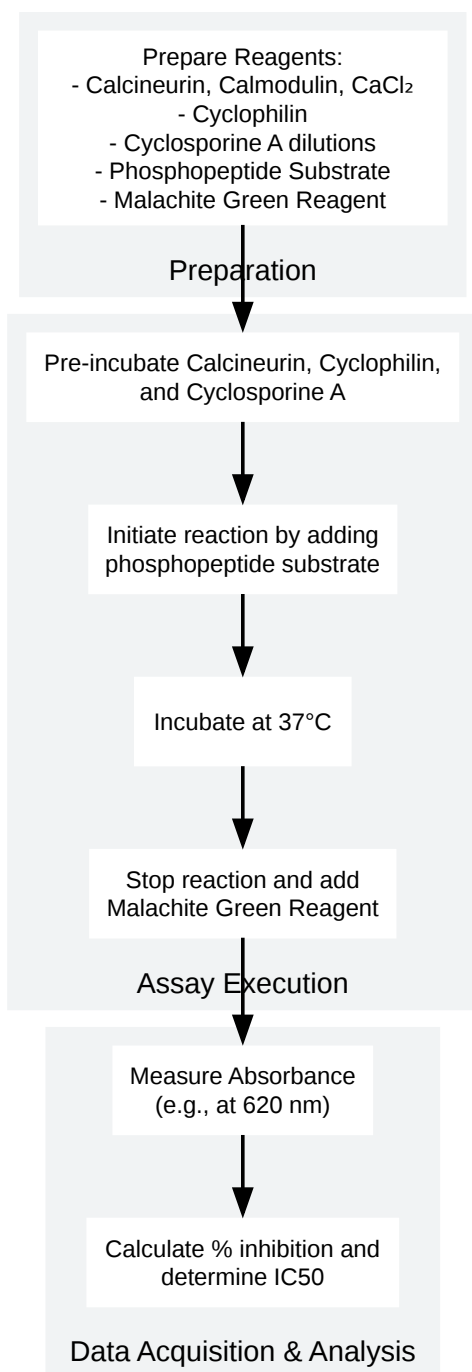 Prepare Reagents:
- Calcineurin, Calmodulin, CaCl₂
- Cyclophilin
- Cyclosporine A dilutions
- Phosphopeptide Substrate
- Malachite Green Reagent
Preparation
Pre-incubate Calcineurin, Cyclophilin,
and Cyclosporine A
Initiate reaction by adding
phosphopeptide substrate
Incubate at 37°C
Stop reaction and add
Malachite Green Reagent
Assay Execution
Measure Absorbance
(e.g., at 620 nm)
Calculate % inhibition and
determine IC50
Data Acquisition & Analysis